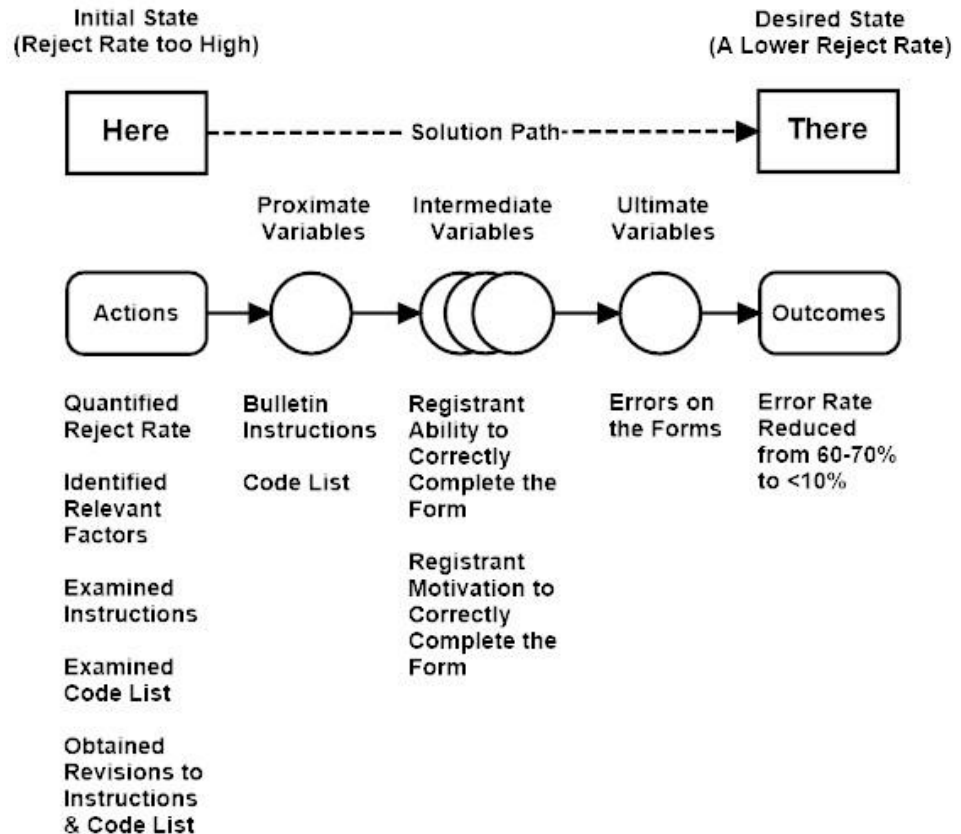 Initial State
(Reject Rate too High)
Desired State
(A Lower Reject Rate)
Here
Solution Path
There
Proximate
Variables
Intermediate
Variables
Ultimate
Variables
Actions
Outcomes
Quantified
Reject Rate
Identified
Relevant
Factors
Examined
Instructions
Examined
Code List
Obtained
Revisions to
Instructions
& Code List
Bulletin
Instructions
Code List
Registrant
Ability to
Correctly
Complete the
Form
Registrant
Motivation to
Correctly
Complete the
Form
Errors on
the Forms
Error Rate
Reduced
from 60-70%
to <10%